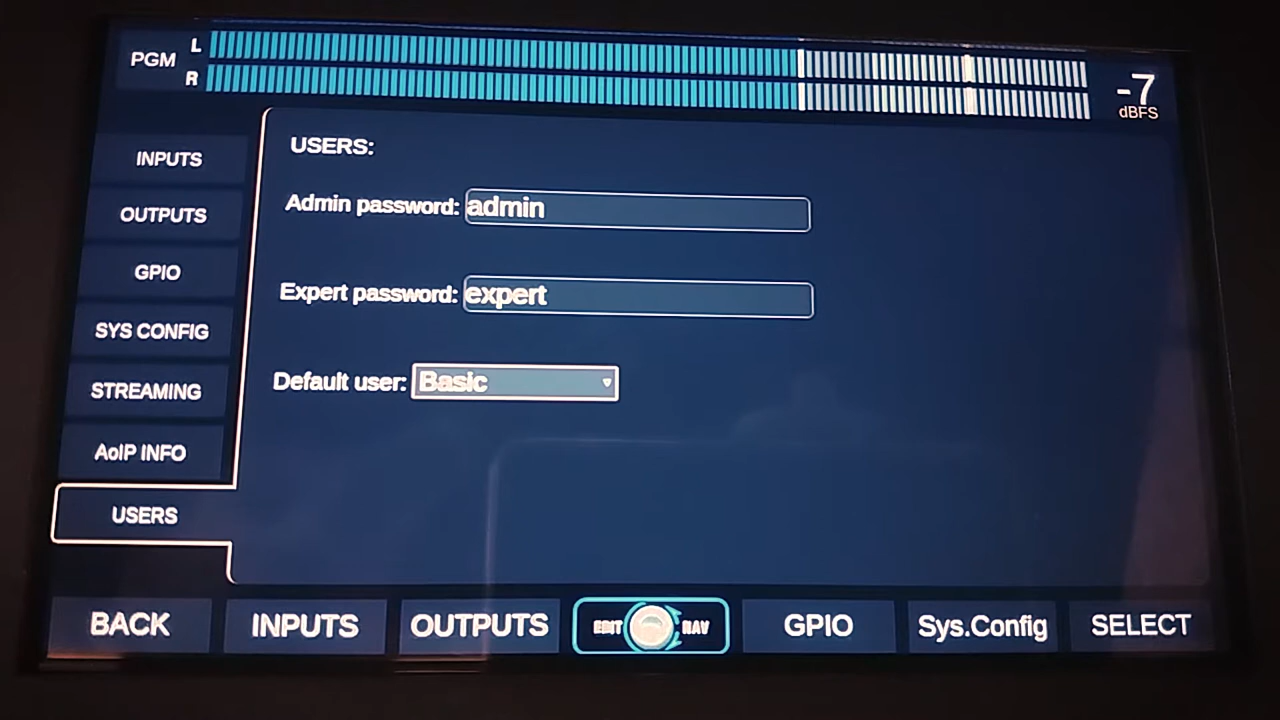 PGM
L
R
-7
dBFS
INPUTS
OUTPUTS
GPIO
SYS CONFIG
STREAMING
AoIP INFO
USERS
USERS:
Admin password: admin
Expert password: expert
Default user: Basic
BACK
INPUTS
OUTPUTS
EDIT NAV
GPIO
Sys.Config
SELECT